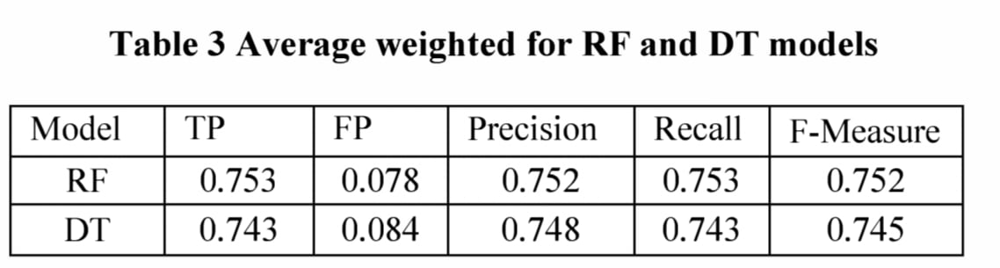 Table 3 Average weighted for RF and DT models
Model TP FP Precision Recall F-Measure
RF 0.753 0.078 0.752 0.753 0.752
DT 0.743 0.084 0.748 0.743 0.745